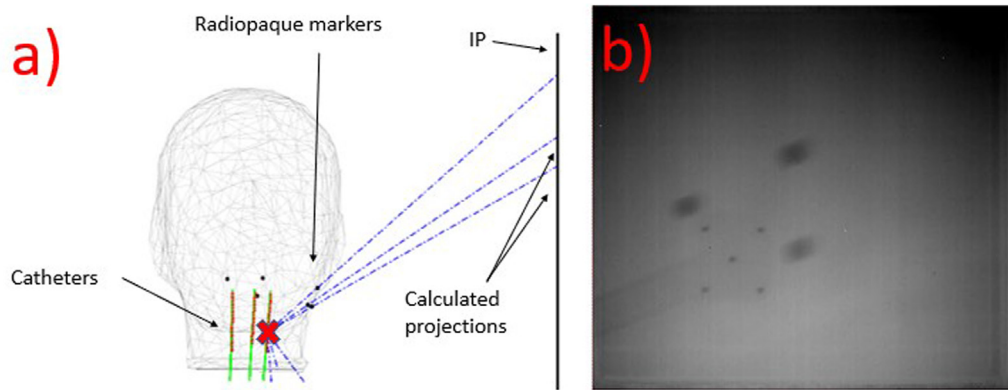 a)
Radiopaque markers
IP
Catheters
Calculated
projections
b)